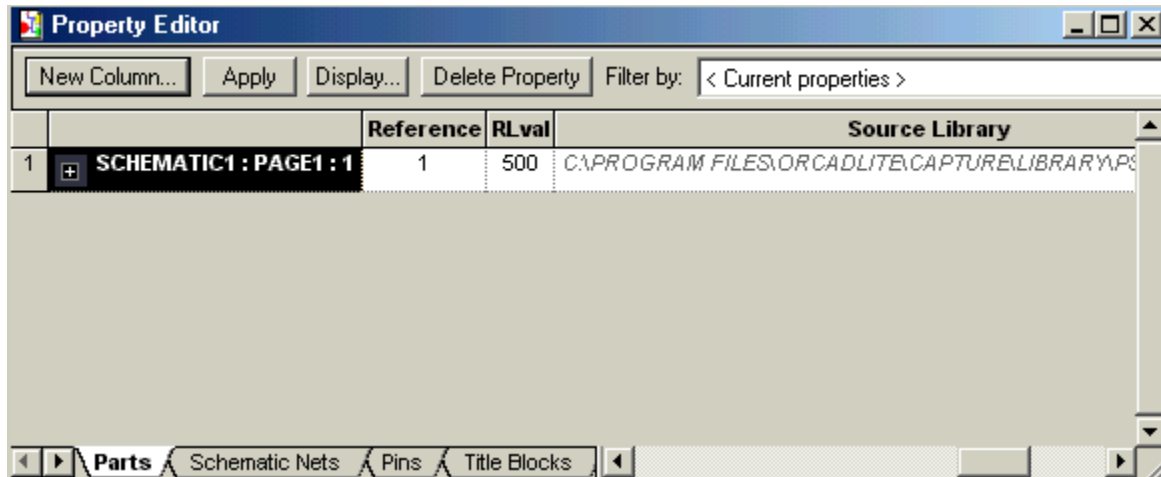 Property Editor
New Column... Apply Display... Delete Property Filter by: < Current properties >
Reference RLval Source Library
1 SCHEMATIC1 : PAGE1 : 1 1 500 C:\PROGRAM FILES\ORCADLITE\CAPTURE\LIBRARY\PS
Parts Schematic Nets Pins Title Blocks